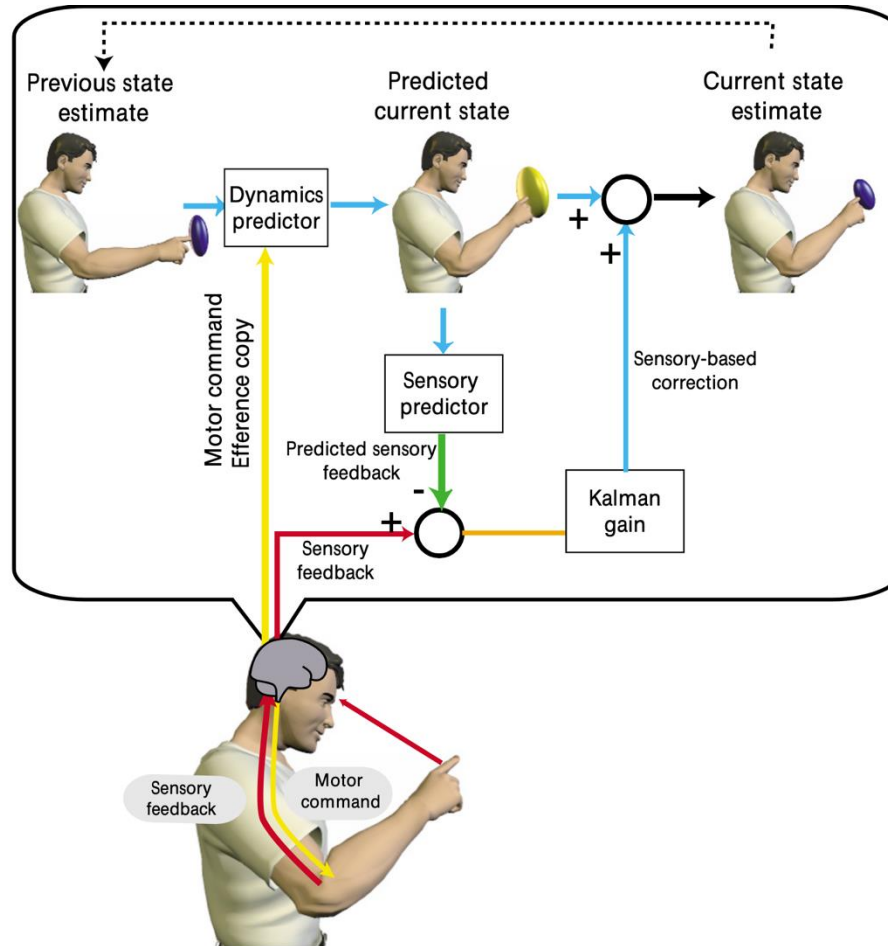 Previous state
estimate
Predicted
current state
Current state
estimate
Dynamics
predictor
+
+
Motor command
Efference copy
Sensory
predictor
Sensory-based
correction
Predicted sensory
feedback
-
+
Kalman
gain
Sensory
feedback
Sensory
feedback
Motor
command